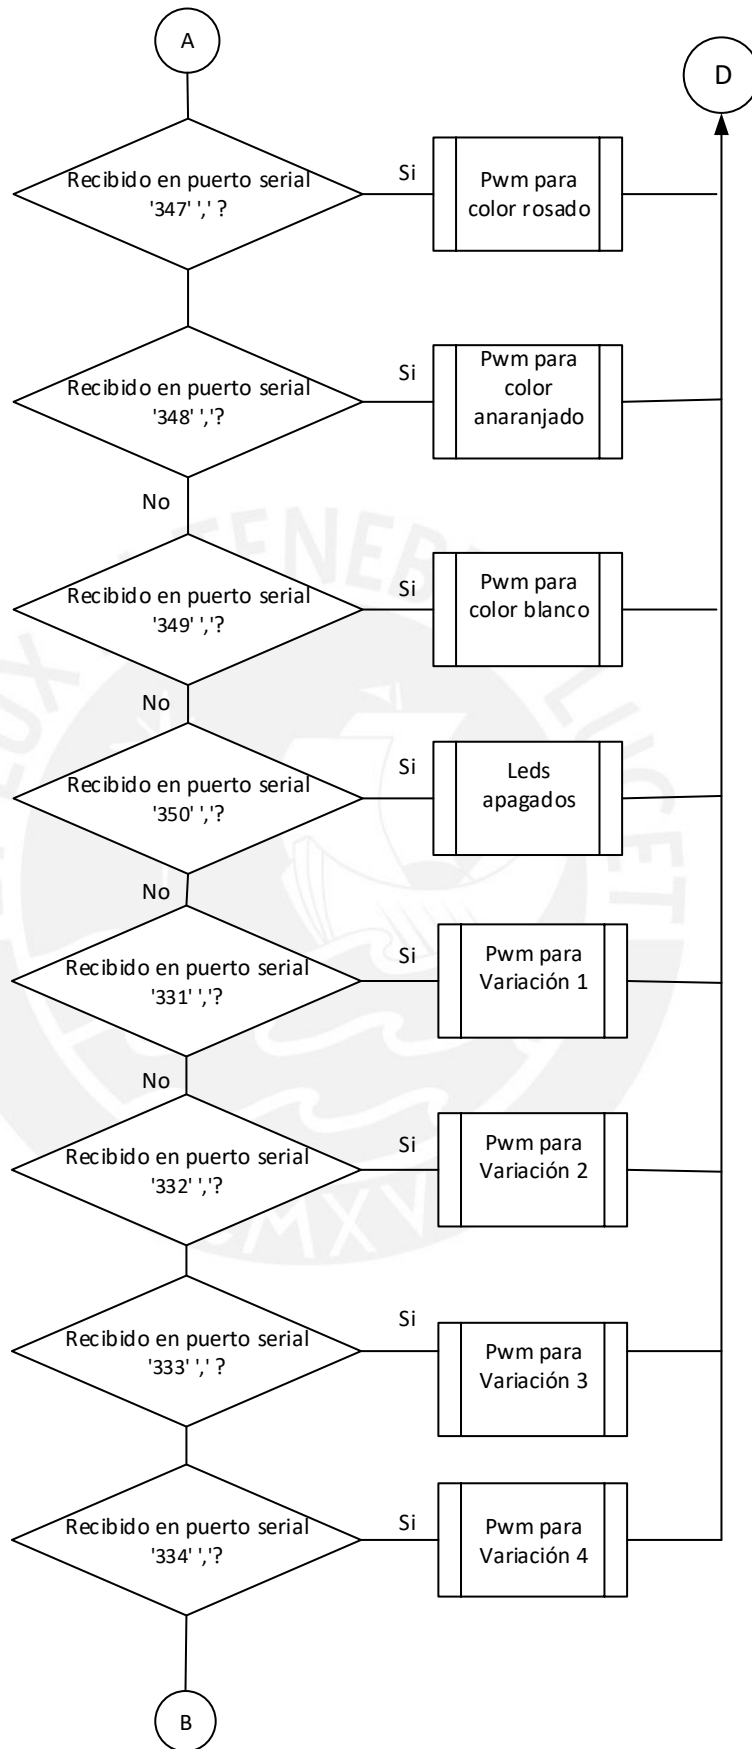 A
D
Recibido en puerto serial
'347' ',' ?
Si
Pwm para
color rosado
Recibido en puerto serial
'348' ','?
Si
Pwm para
color
anaranjado
No
Recibido en puerto serial
'349' ','?
Si
Pwm para
color blanco
No
Recibido en puerto serial
'350' ','?
Si
Leds
apagados
No
Recibido en puerto serial
'331' ','?
Si
Pwm para
Variación 1
No
Recibido en puerto serial
'332' ','?
Si
Pwm para
Variación 2
Recibido en puerto serial
'333' ',' ?
Si
Pwm para
Variación 3
Recibido en puerto serial
'334' ','?
Si
Pwm para
Variación 4
B